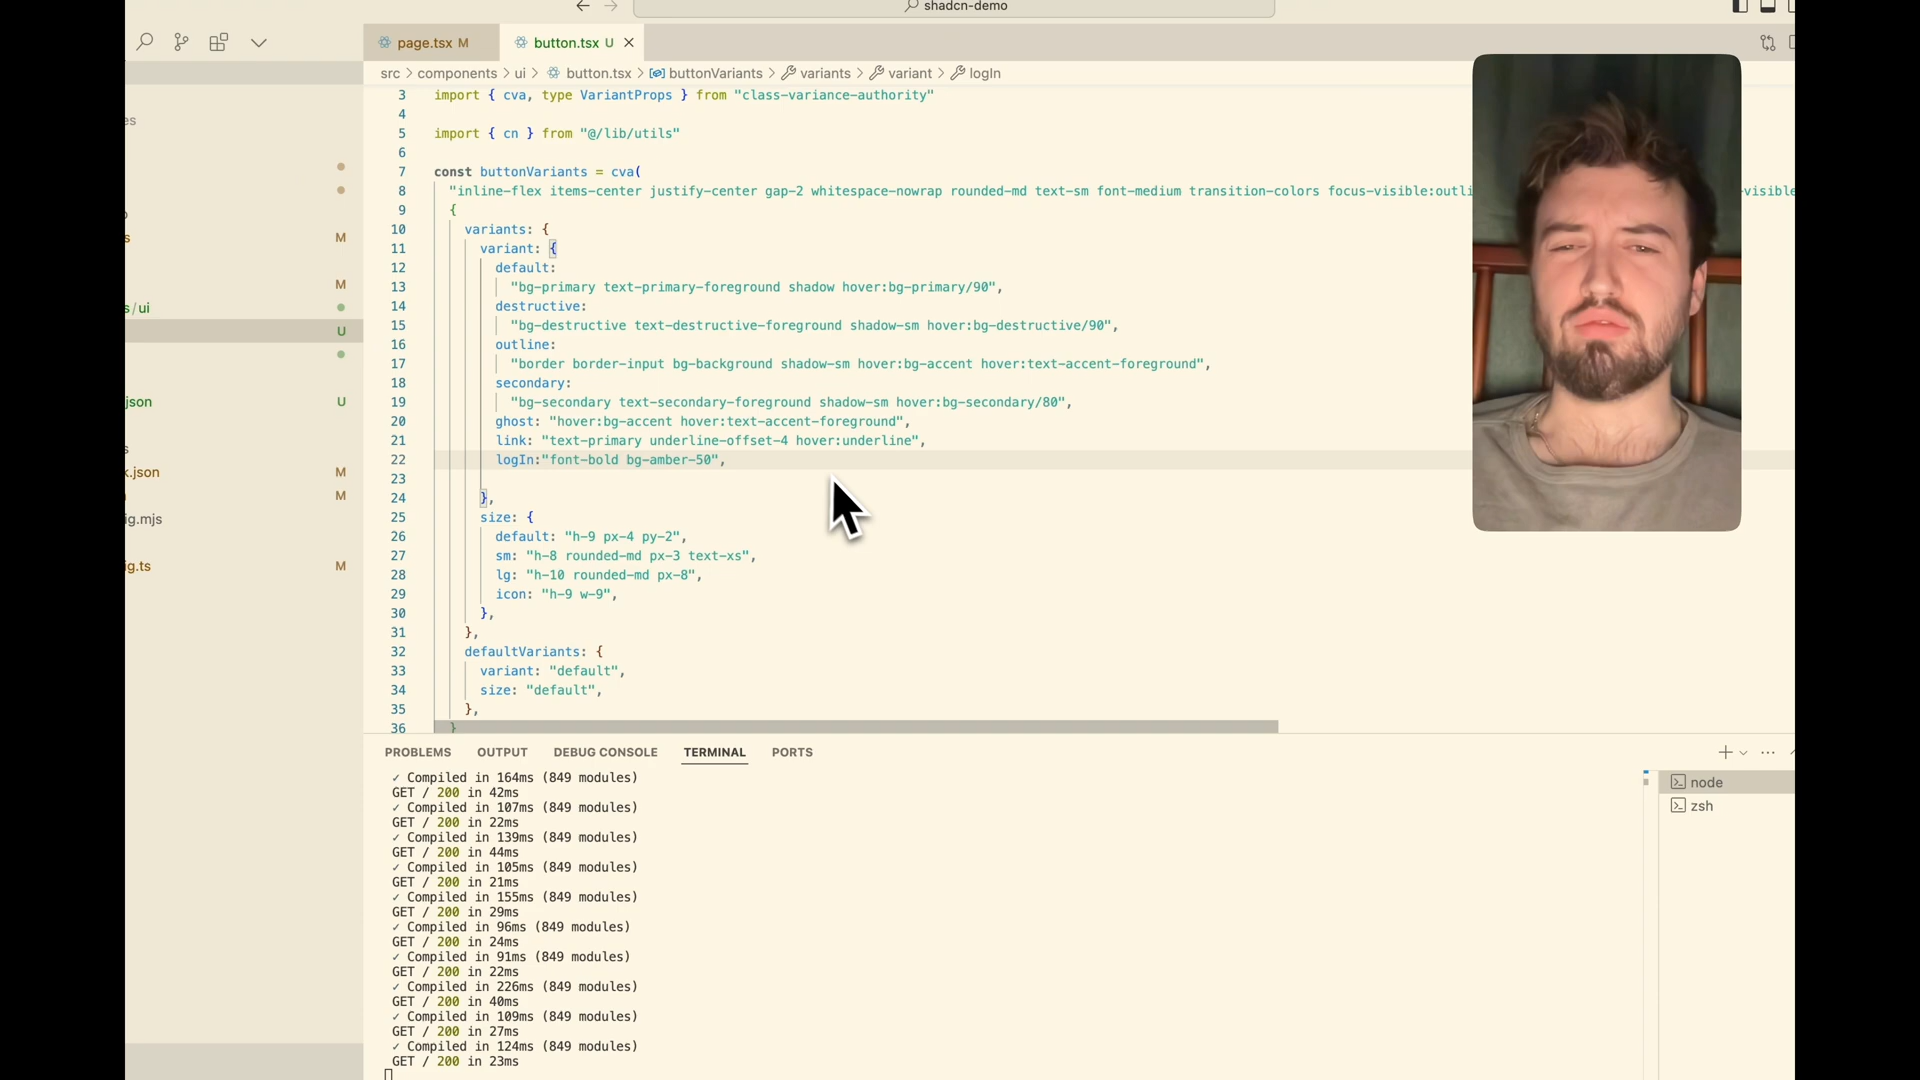 shadcn-demo
page.tsx M
button.tsx U
src > components > ui > button.tsx > buttonVariants > variants > variant > logIn
es
M
s
M
M
s/ui
U
json
U
s
k.json
M
M
ig.mjs
ig.ts
M
3 import { cva, type VariantProps } from "class-variance-authority"
4
5 import { cn } from "@/lib/utils"
6
7 const buttonVariants = cva(
8 "inline-flex items-center justify-center gap-2 whitespace-nowrap rounded-md text-sm font-medium transition-colors focus-visible:outli
-visible
9 {
10 variants: {
11 variant: {
12 default:
13 "bg-primary text-primary-foreground shadow hover:bg-primary/90",
14 destructive:
15 "bg-destructive text-destructive-foreground shadow-sm hover:bg-destructive/90",
16 outline:
17 "border border-input bg-background shadow-sm hover:bg-accent hover:text-accent-foreground",
18 secondary:
19 "bg-secondary text-secondary-foreground shadow-sm hover:bg-secondary/80",
20 ghost: "hover:bg-accent hover:text-accent-foreground",
21 link: "text-primary underline-offset-4 hover:underline",
22 logIn:"font-bold bg-amber-50",
23
24 },
25 size: {
26 default: "h-9 px-4 py-2",
27 sm: "h-8 rounded-md px-3 text-xs",
28 lg: "h-10 rounded-md px-8",
29 icon: "h-9 w-9",
30 },
31 },
32 defaultVariants: {
33 variant: "default",
34 size: "default",
35 },
36 }
PROBLEMS OUTPUT DEBUG CONSOLE TERMINAL PORTS
✓ Compiled in 164ms (849 modules)
GET / 200 in 42ms
✓ Compiled in 107ms (849 modules)
GET / 200 in 22ms
✓ Compiled in 139ms (849 modules)
GET / 200 in 44ms
✓ Compiled in 105ms (849 modules)
GET / 200 in 21ms
✓ Compiled in 155ms (849 modules)
GET / 200 in 29ms
✓ Compiled in 96ms (849 modules)
GET / 200 in 24ms
✓ Compiled in 91ms (849 modules)
GET / 200 in 22ms
✓ Compiled in 226ms (849 modules)
GET / 200 in 40ms
✓ Compiled in 109ms (849 modules)
GET / 200 in 27ms
✓ Compiled in 124ms (849 modules)
GET / 200 in 23ms
node
zsh